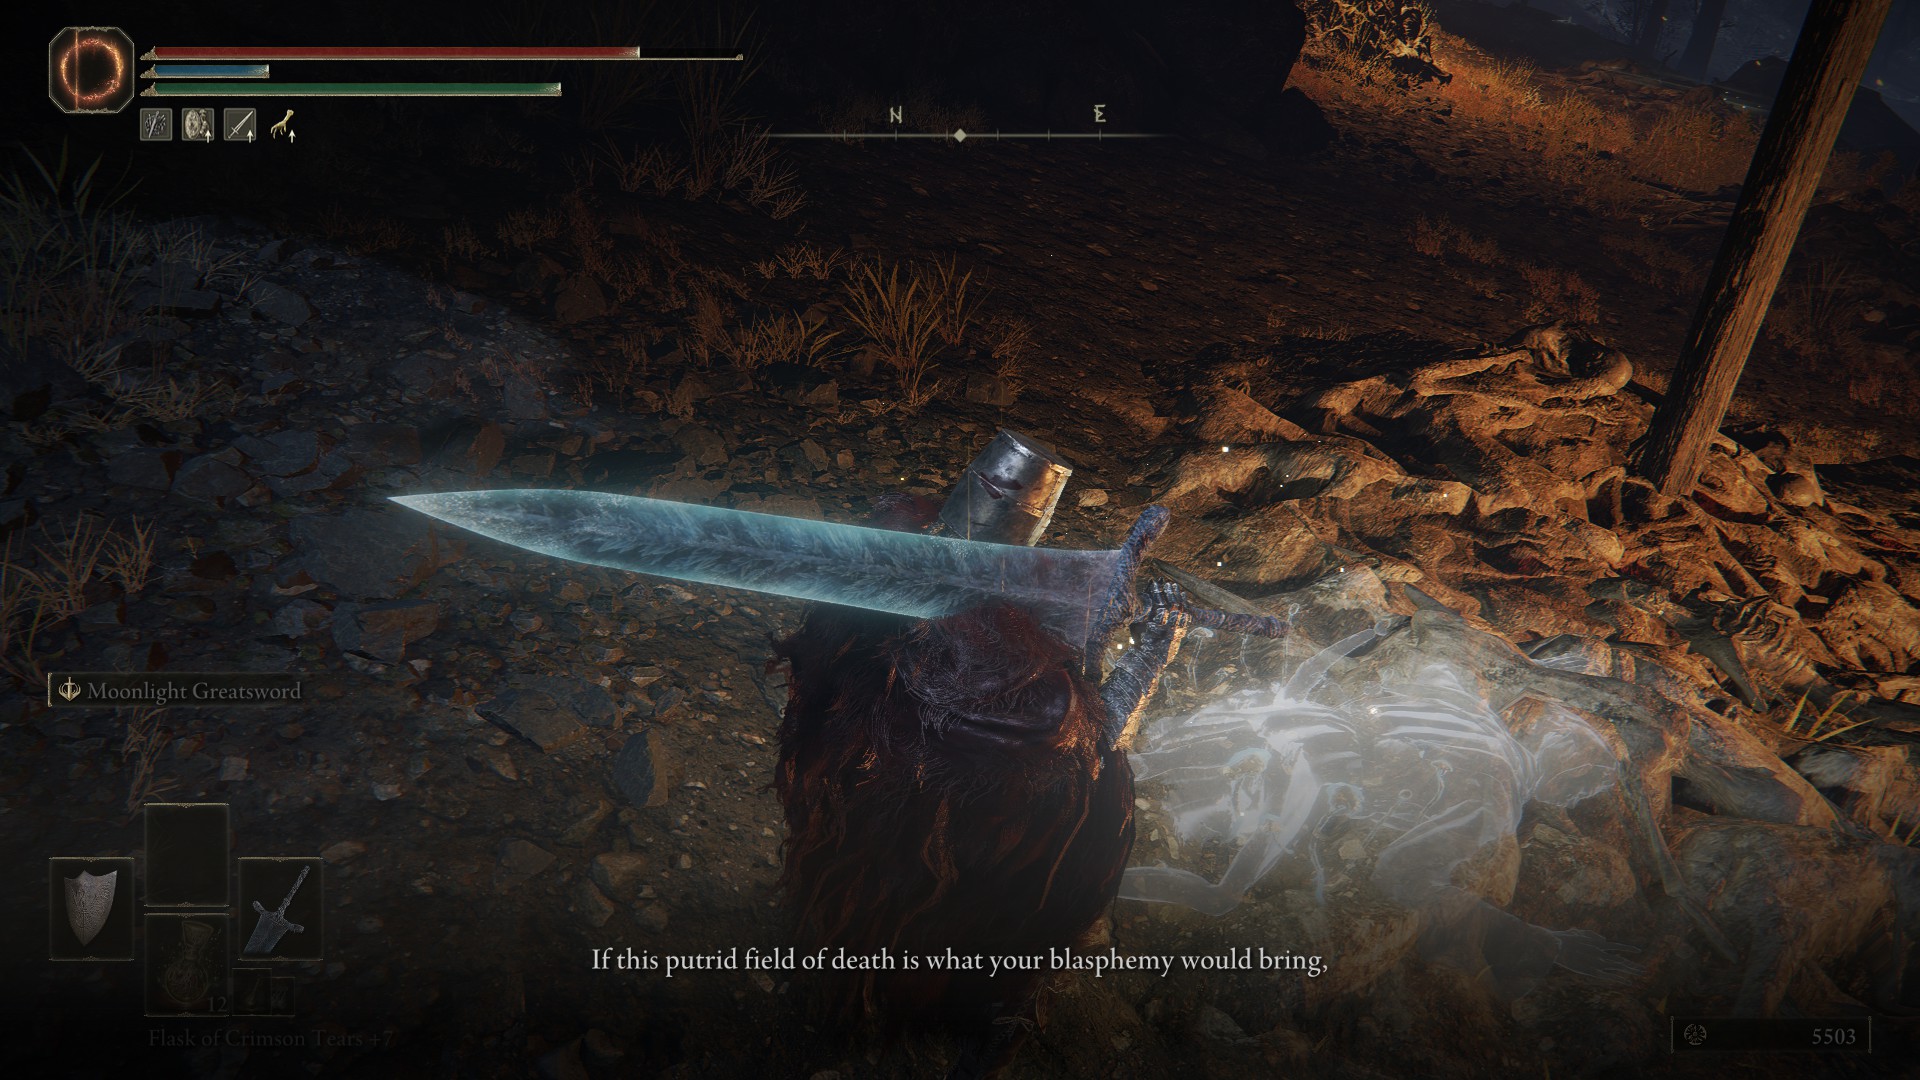 N
E
Moonlight Greatsword
If this putrid field of death is what your blasphemy would bring,
12
Flask of Crimson Tears +7
5503